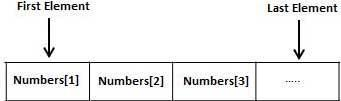 First Element Last Element
Numbers[1] Numbers[2] Numbers[3] .....